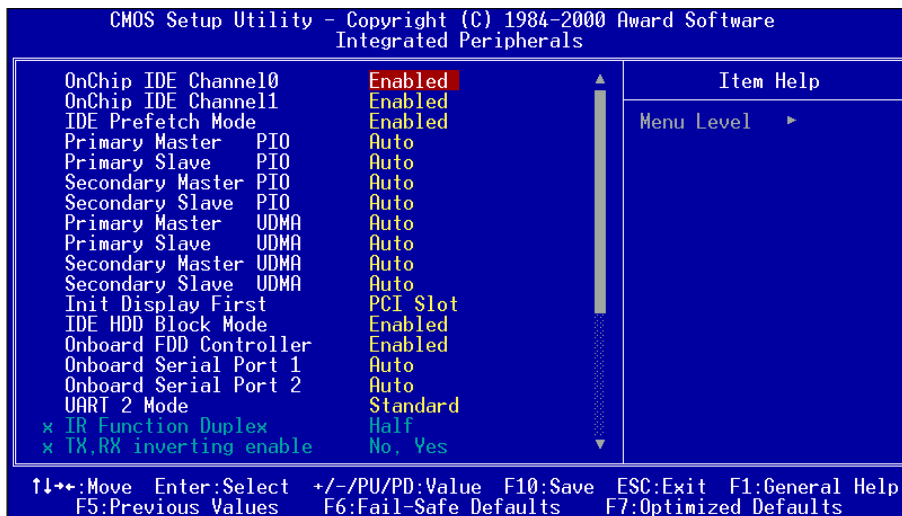 CMOS Setup Utility – Copyright (C) 1984-2000 Award Software
Integrated Peripherals
OnChip IDE Channel0 Enabled
OnChip IDE Channel1 Enabled
IDE Prefetch Mode Enabled
Primary Master PIO Auto
Primary Slave PIO Auto
Secondary Master PIO Auto
Secondary Slave PIO Auto
Primary Master UDMA Auto
Primary Slave UDMA Auto
Secondary Master UDMA Auto
Secondary Slave UDMA Auto
Init Display First PCI Slot
IDE HDD Block Mode Enabled
Onboard FDD Controller Enabled
Onboard Serial Port 1 Auto
Onboard Serial Port 2 Auto
UART 2 Mode Standard
x IR Function Duplex Half
x TX,RX inverting enable No, Yes
Item Help
Menu Level ►
↑↓→←:Move Enter:Select +/-/PU/PD:Value F10:Save ESC:Exit F1:General Help
F5:Previous Values F6:Fail-Safe Defaults F7:Optimized Defaults